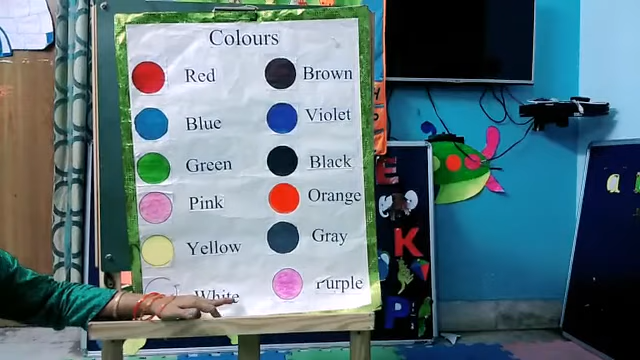 Colours
Red
Brown
Blue
Violet
Green
Black
Pink
Orange
Yellow
Gray
White
Purple
E
K
P